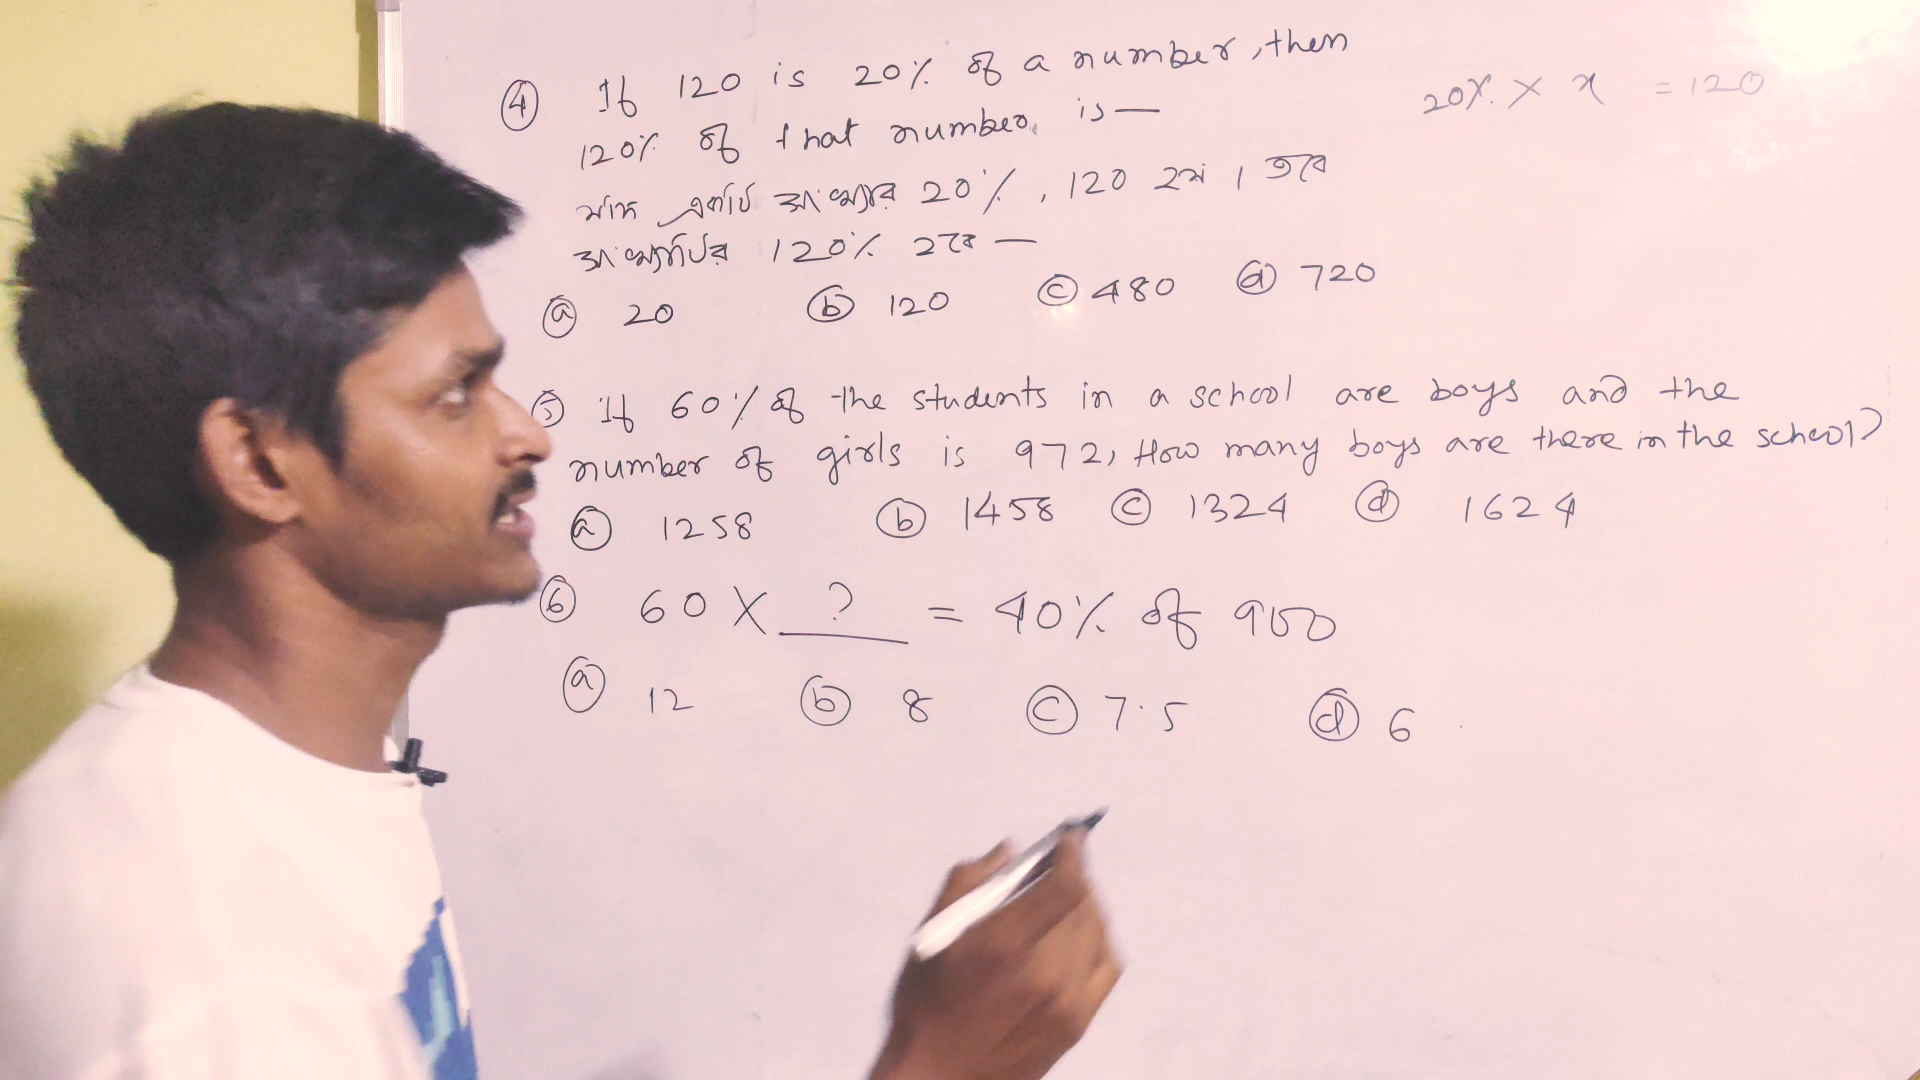 ④ If 120 is 20% of a number, then
20% × x = 120
120% of that number is —
যদি একটি সংখ্যার 20%, 120 হয়। তবে
সংখ্যাটির 120% হবে —
ⓐ 20 ⓑ 120 ⓒ 480 ⓓ 720
⑤ If 60% of the students in a school are boys and the
number of girls is 972, How many boys are there in the school?
ⓐ 1258 ⓑ 1458 ⓒ 1324 ⓓ 1624
⑥ 60 × ? = 40% of 900
ⓐ 12 ⓑ 8 ⓒ 7.5 ⓓ 6